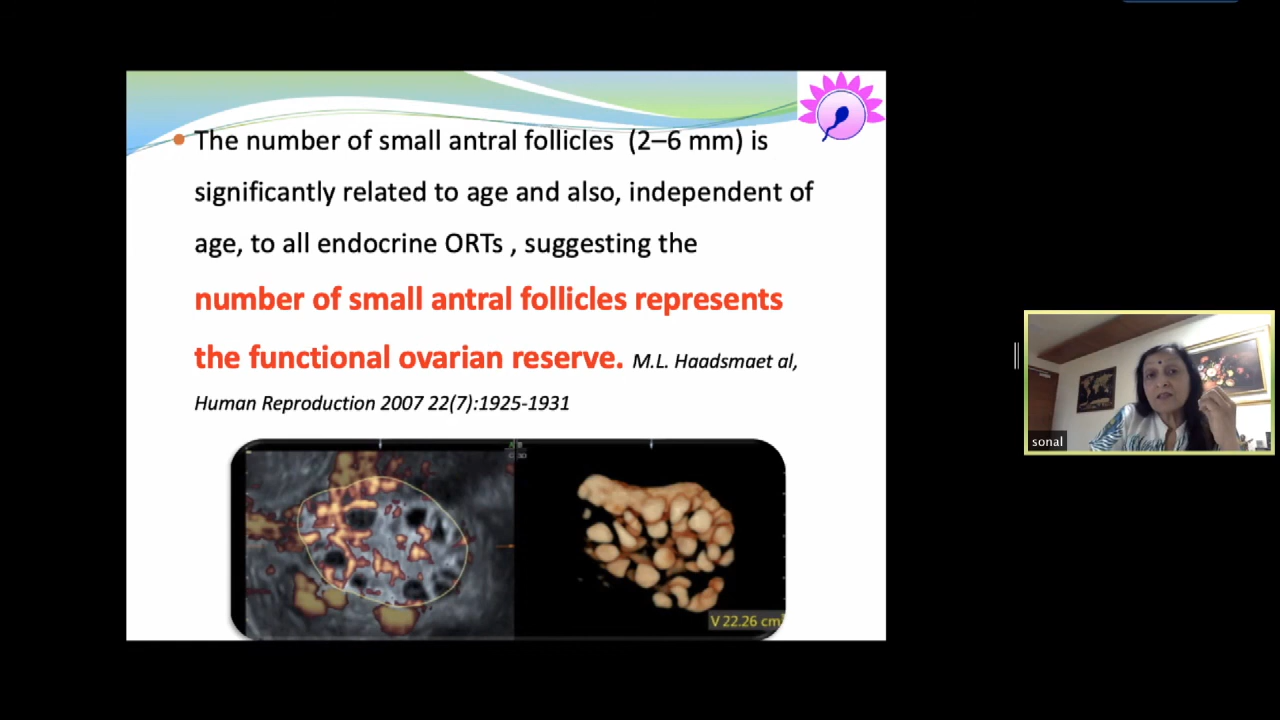 The number of small antral follicles (2–6 mm) is
significantly related to age and also, independent of
age, to all endocrine ORTs , suggesting the
number of small antral follicles represents
the functional ovarian reserve. M.L. Haadsmaet al,
Human Reproduction 2007 22(7):1925-1931
V 22.26 cm
sonal